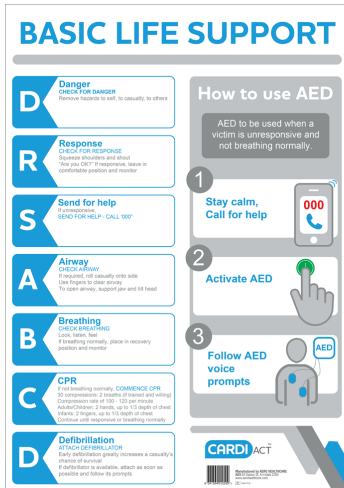 BASIC LIFE SUPPORT
D
Danger
CHECK FOR DANGER
Remove hazards to self, to casualty, to others
R
Response
CHECK FOR RESPONSE
Squeeze shoulders and shout
"Are you OK?" If responsive, leave in
comfortable position and monitor
S
Send for help
If unresponsive,
SEND FOR HELP - CALL '000'
A
Airway
CHECK AIRWAY
If required, roll casualty onto side
Use fingers to clear airway
To open airway, support jaw and tilt head
B
Breathing
CHECK BREATHING
Look, listen, feel
If breathing normally, place in recovery
position and monitor
C
CPR
If not breathing normally, COMMENCE CPR
30 compressions: 2 breaths (if trained and willing)
Compression rate of 100 - 120 per minute
Adults/Children: 2 hands, up to 1/3 depth of chest
Infants: 2 fingers, up to 1/3 depth of chest
Continue until responsive or breathing normally
D
Defibrillation
ATTACH DEFIBRILLATOR
Early defibrillation greatly increases a casualty's
chance of survival
If defibrillator is available, attach as soon as
possible and follow its prompts
How to use AED
AED to be used when a
victim is unresponsive and
not breathing normally.
1
Stay calm,
Call for help
000
2
Activate AED
3
Follow AED
voice
prompts
AED
CARDIACT™
Manufactured by AERO HEALTHCARE